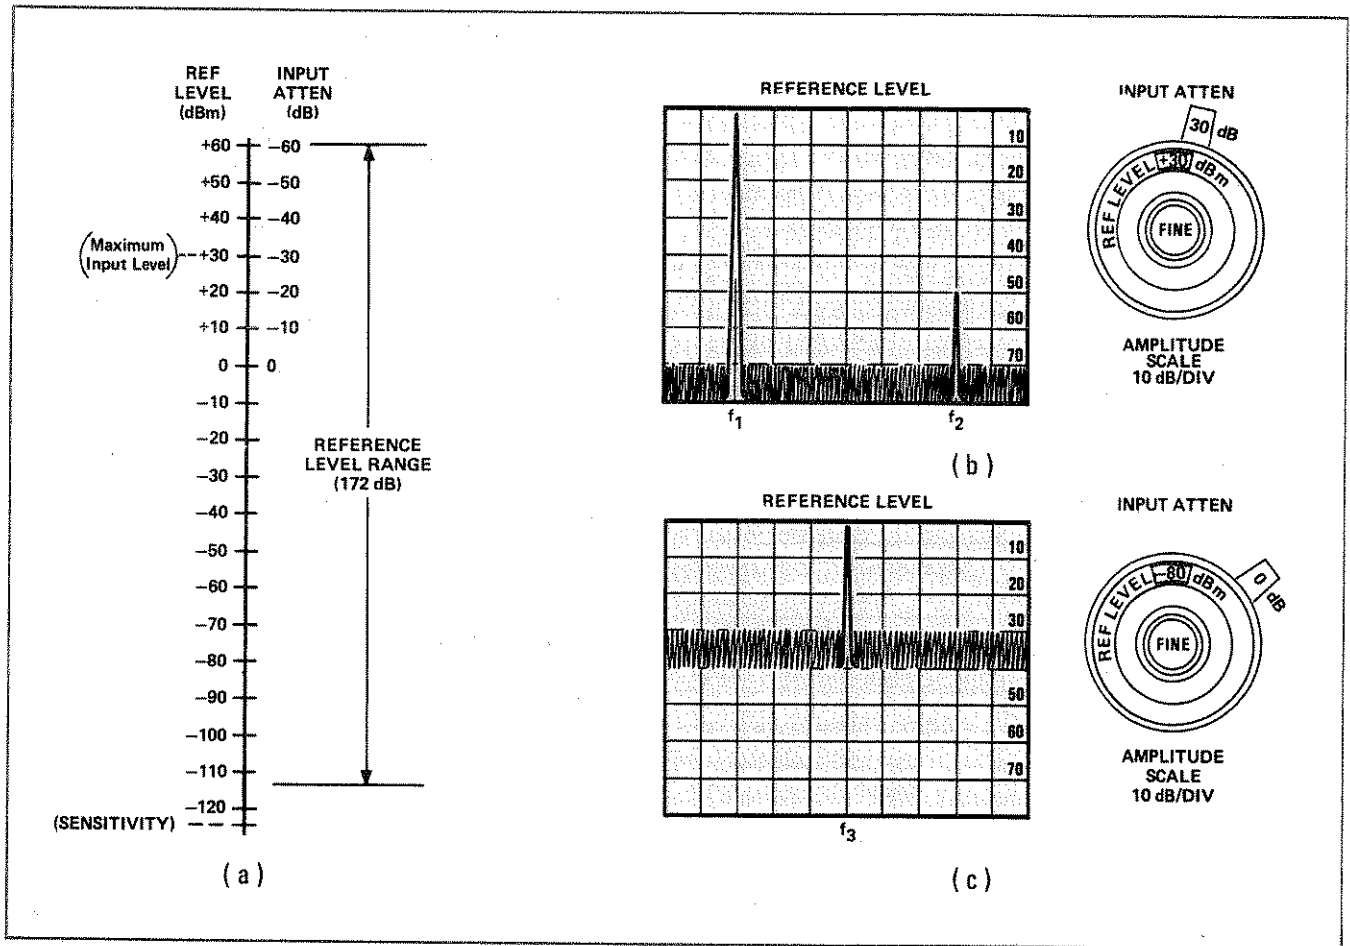 REF LEVEL (dBm)
INPUT ATTEN (dB)
+60 −60
+50 −50
+40 −40
(Maximum Input Level) +30 −30
+20 −20
+10 −10
0 0
−10
−20
−30
−40
−50
−60
−70
−80
−90
−100
−110
−120
(SENSITIVITY)
REFERENCE
LEVEL RANGE
(172 dB)
(a)
REFERENCE LEVEL
10
20
30
40
50
60
70
f1 f2
(b)
INPUT ATTEN
30 dB
REF LEVEL +30 dBm
FINE
AMPLITUDE
SCALE
10 dB/DIV
REFERENCE LEVEL
10
20
30
50
60
70
f3
(c)
INPUT ATTEN
0 dB
REF LEVEL −80 dBm
FINE
AMPLITUDE
SCALE
10 dB/DIV